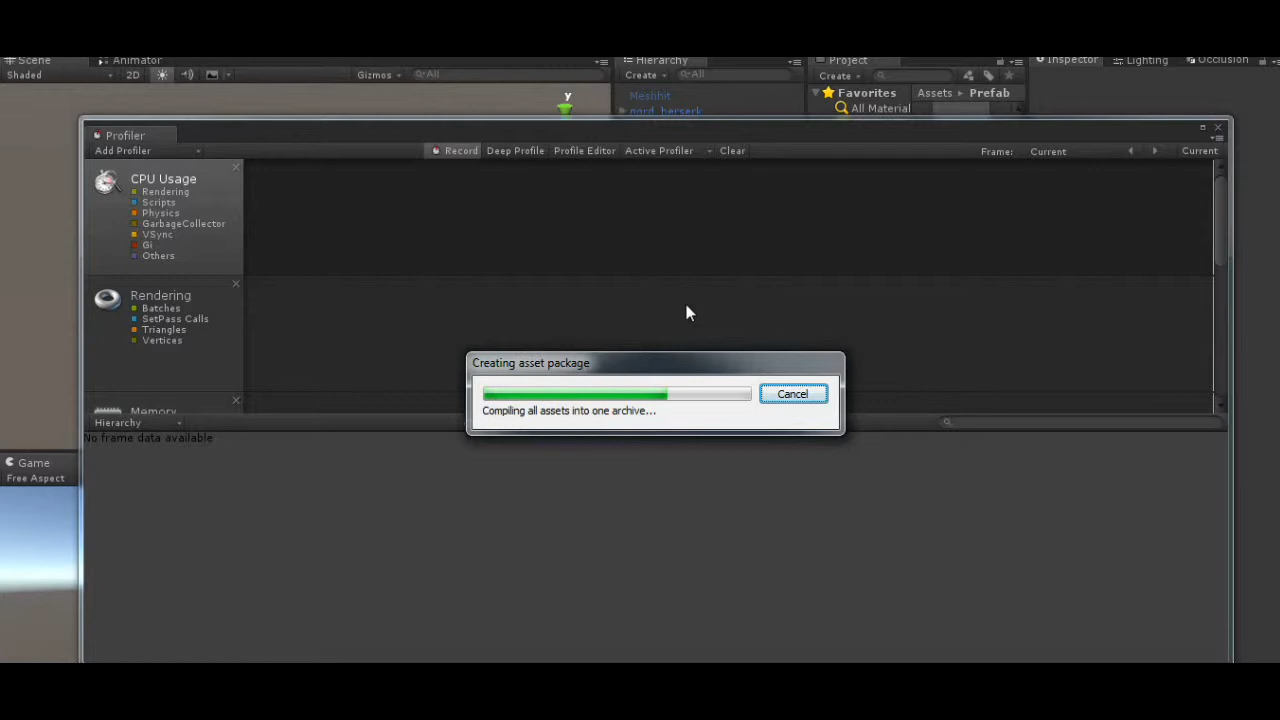 Scene
Animator
Hierarchy
Project
Inspector
Lighting
Occlusion
Shaded
2D
Gizmos
All
Create
All
Create
Meshhit
Favorites
Assets
Prefab
All Material
y
Profiler
Add Profiler
Record
Deep Profile
Profile Editor
Active Profiler
Clear
Frame:
Current
Current
CPU Usage
Rendering
Scripts
Physics
GarbageCollector
VSync
Gi
Others
Rendering
Batches
SetPass Calls
Triangles
Vertices
Creating asset package
Cancel
Compiling all assets into one archive...
Memory
Hierarchy
No frame data available
Game
Free Aspect